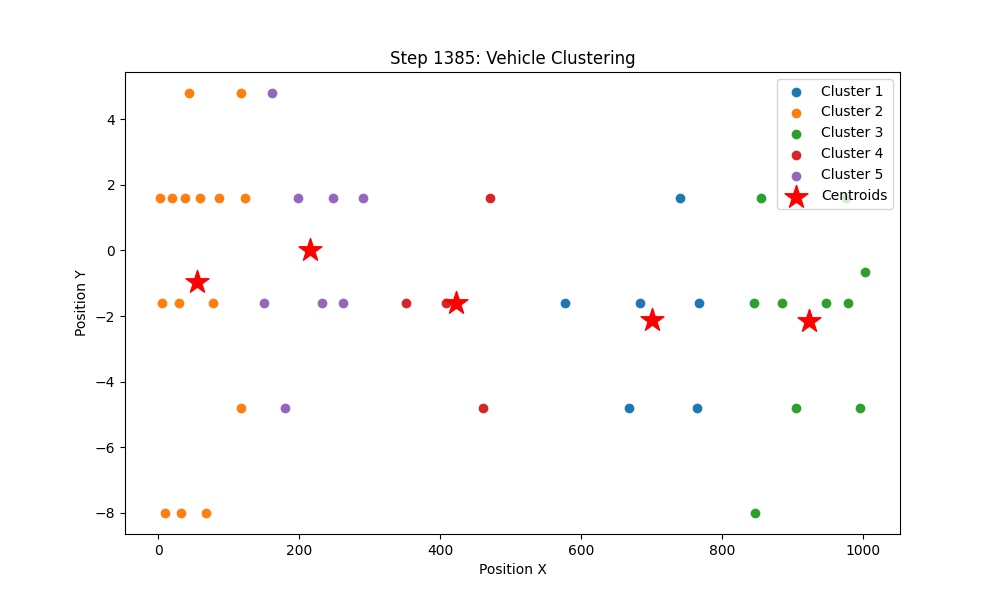 Step 1385: Vehicle Clustering
Cluster 1
Cluster 2
Cluster 3
Cluster 4
Cluster 5
Centroids
Position Y
4
2
0
−2
−4
−6
−8
0 200 400 600 800 1000
Position X